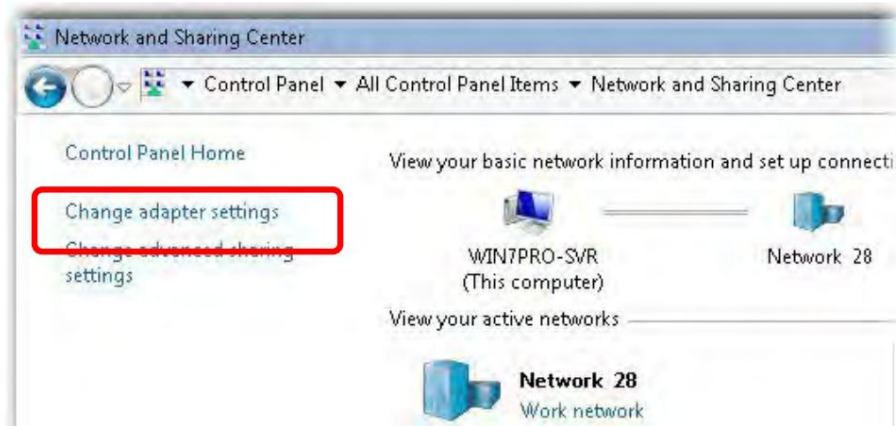 Network and Sharing Center
Control Panel All Control Panel Items Network and Sharing Center
Control Panel Home
Change adapter settings
Change advanced sharing
settings
View your basic network information and set up connecti
WIN7PRO-SVR
(This computer)
Network 28
View your active networks
Network 28
Work network